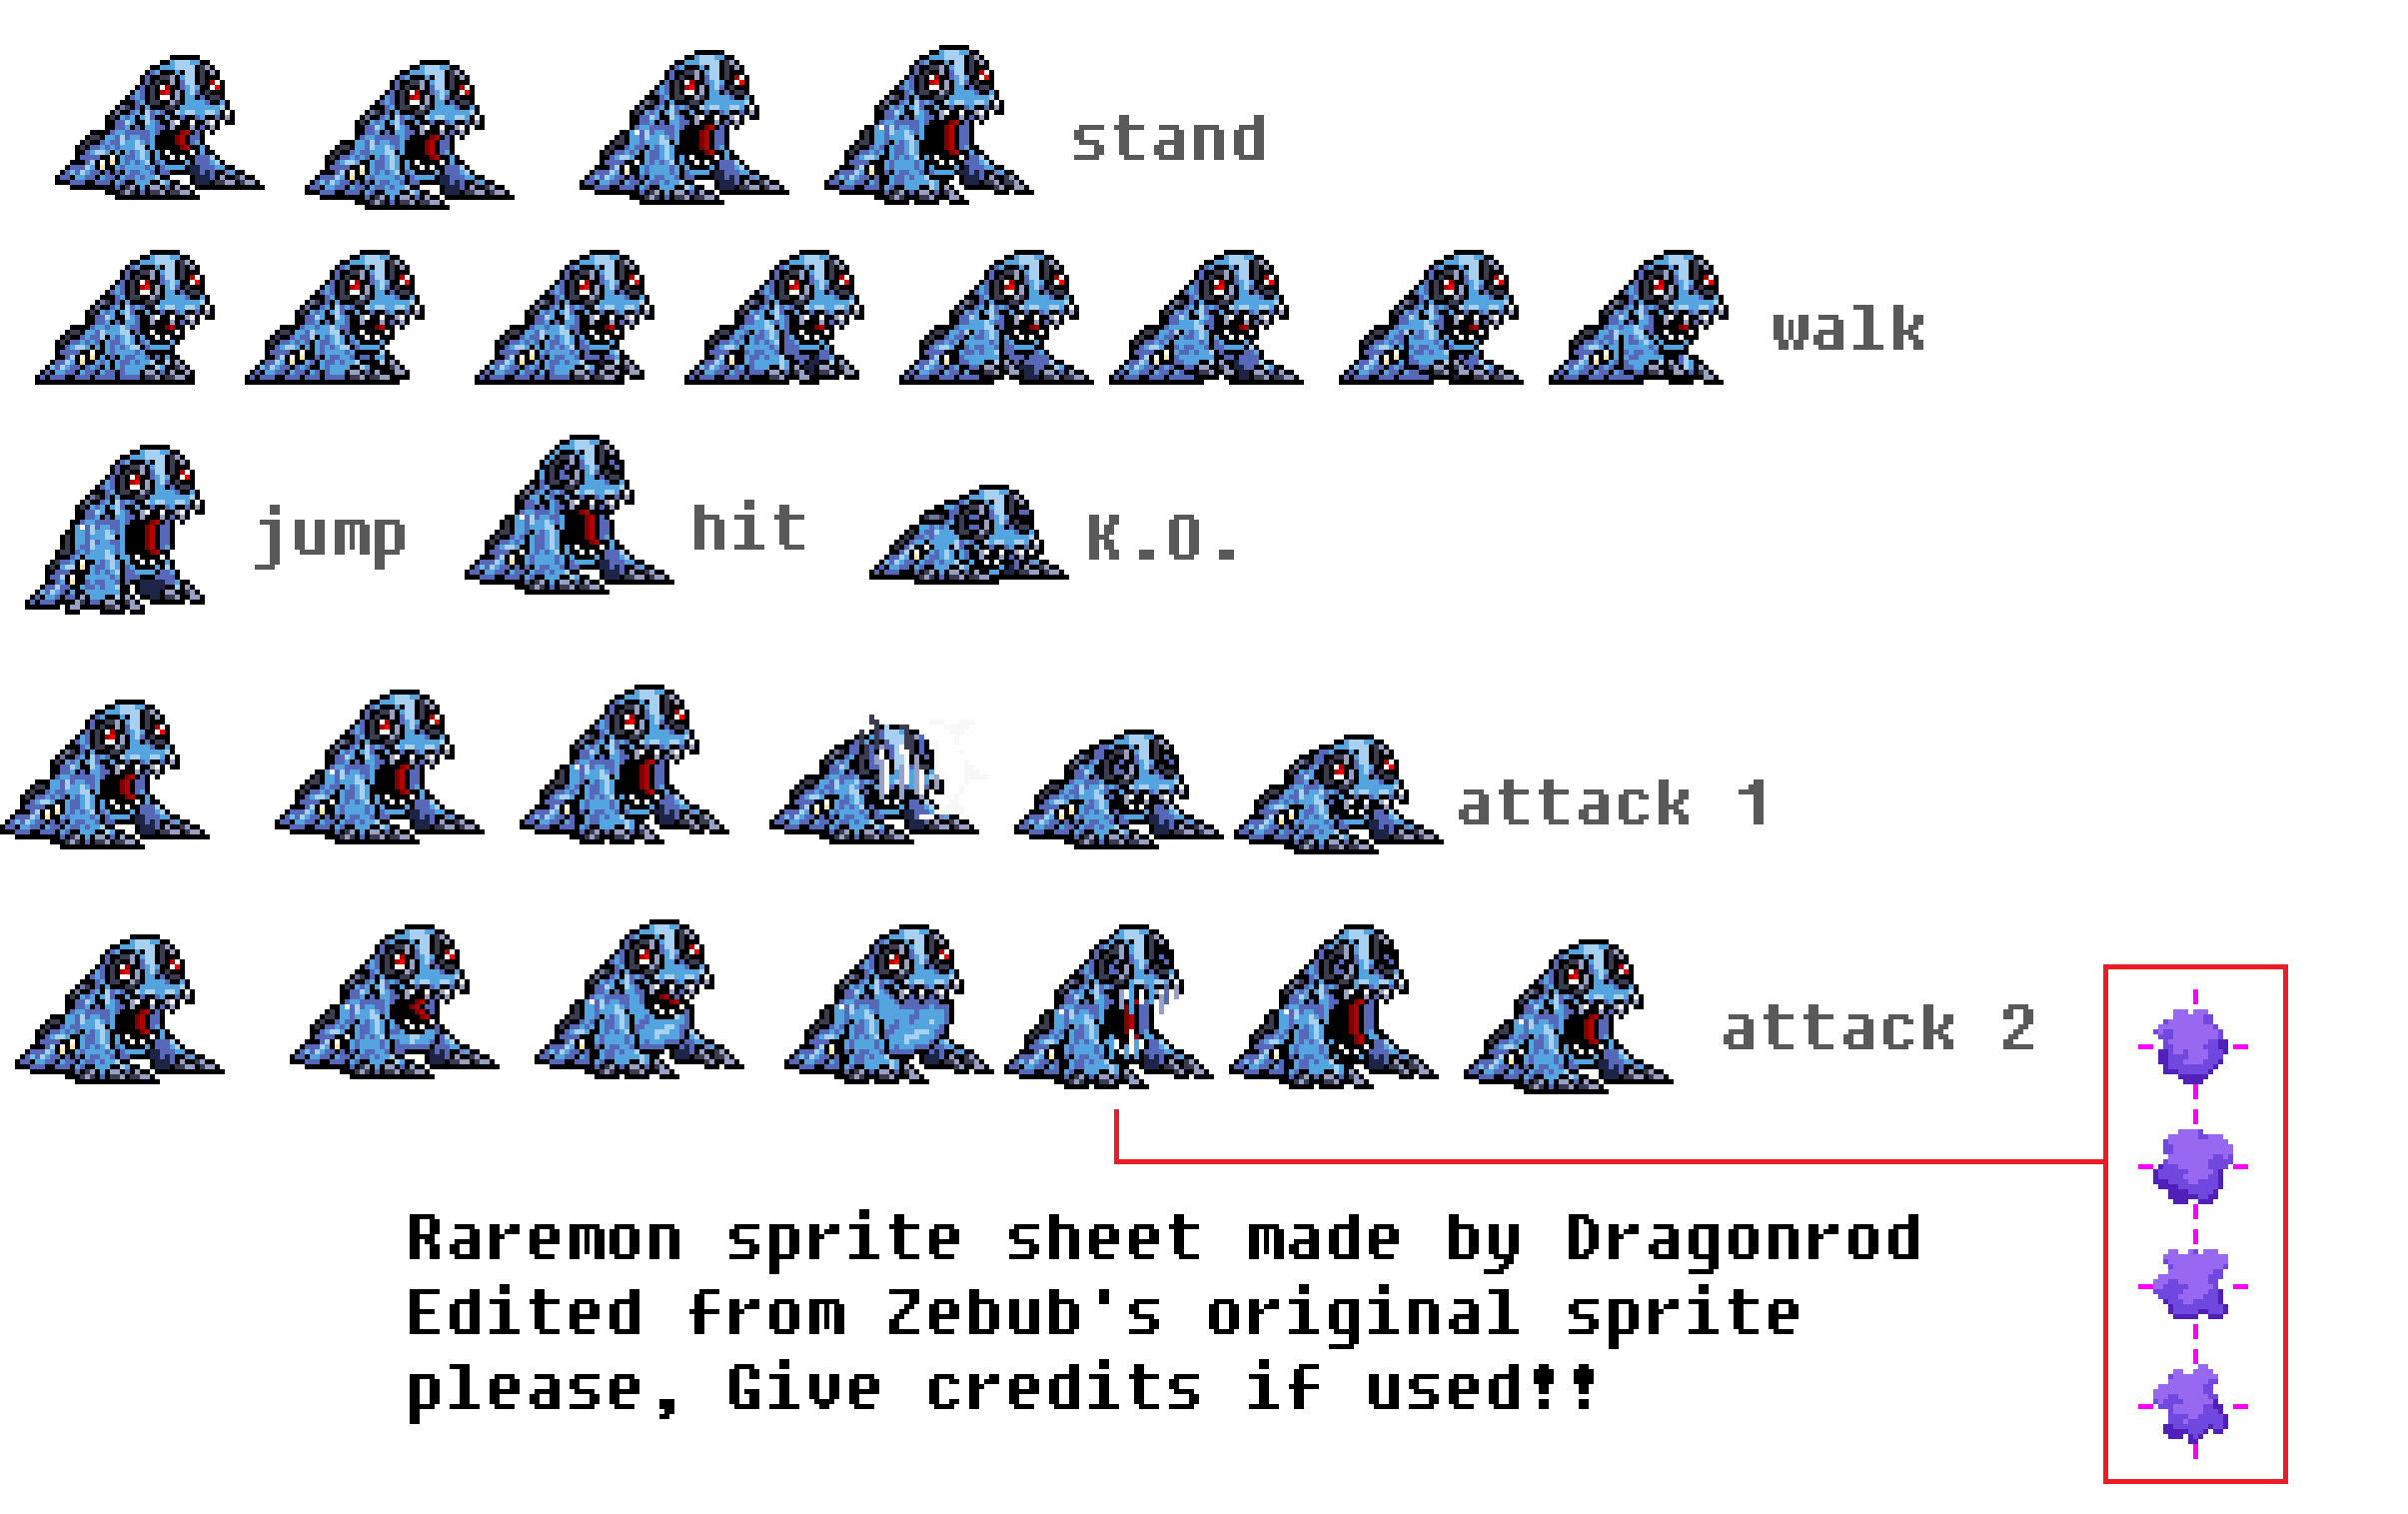 stand
walk
jump
hit
K.O.
attack 1
attack 2
Raremon sprite sheet made by Dragonrod
Edited from Zebub's original sprite
please, Give credits if used!!